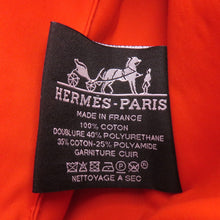 HERMES-PARIS
MADE IN FRANCE
100% COTON
DOUBLURE 40% POLYURETHANE
35% COTON-25% POLYAMIDE
GARNITURE CUIR
NETTOYAGE A SEC